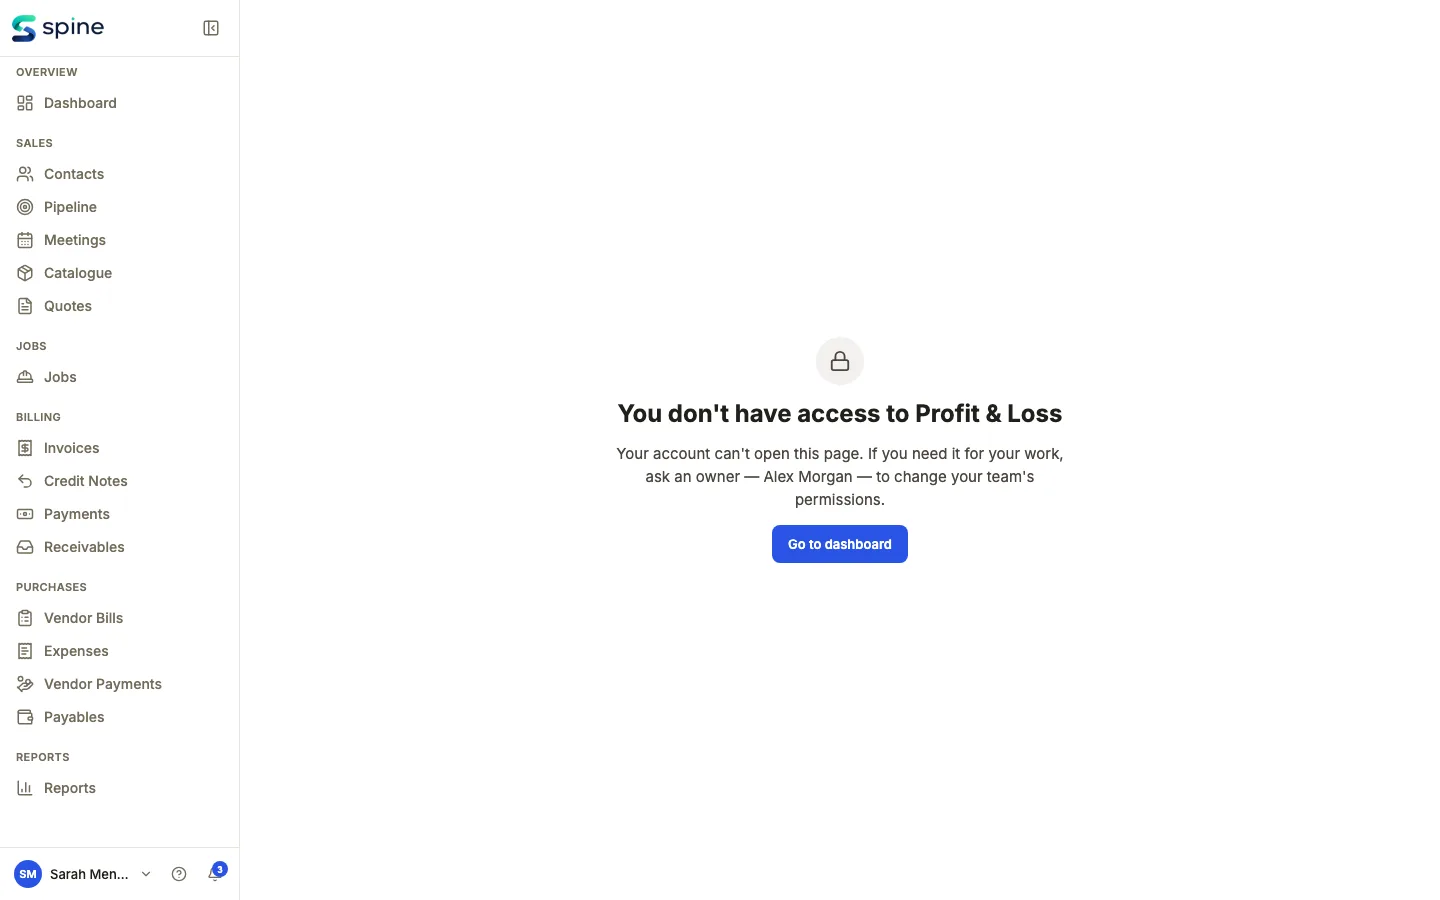 spine
OVERVIEW
Dashboard
SALES
Contacts
Pipeline
Meetings
Catalogue
Quotes
JOBS
Jobs
BILLING
Invoices
Credit Notes
Payments
Receivables
PURCHASES
Vendor Bills
Expenses
Vendor Payments
Payables
REPORTS
Reports
SM
Sarah Men...
3
You don't have access to Profit & Loss
Your account can't open this page. If you need it for your work,
ask an owner — Alex Morgan — to change your team's
permissions.
Go to dashboard